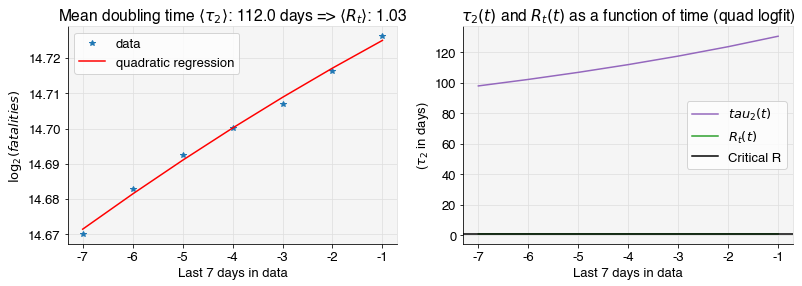 Mean doubling time ⟨τ₂⟩: 112.0 days => ⟨Rₜ⟩: 1.03
data
quadratic regression
log₂(fatalities)
14.72
14.71
14.70
14.69
14.68
14.67
-7 -6 -5 -4 -3 -2 -1
Last 7 days in data
τ₂(t) and Rₜ(t) as a function of time (quad logfit)
tau₂(t)
Rₜ(t)
Critical R
(τ₂ in days)
120
100
80
60
40
20
0
-7 -6 -5 -4 -3 -2 -1
Last 7 days in data